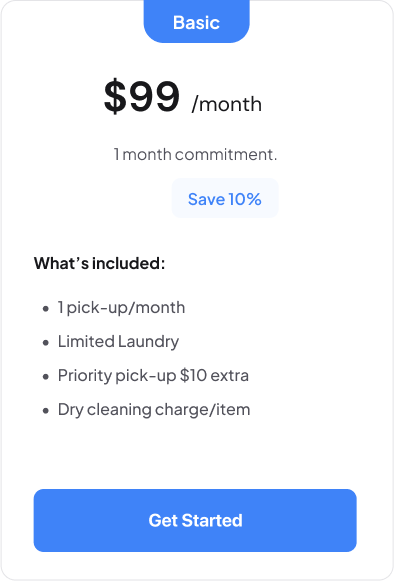 Basic
$99 /month
1 month commitment.
Save 10%
What’s included:
• 1 pick-up/month
• Limited Laundry
• Priority pick-up $10 extra
• Dry cleaning charge/item
Get Started